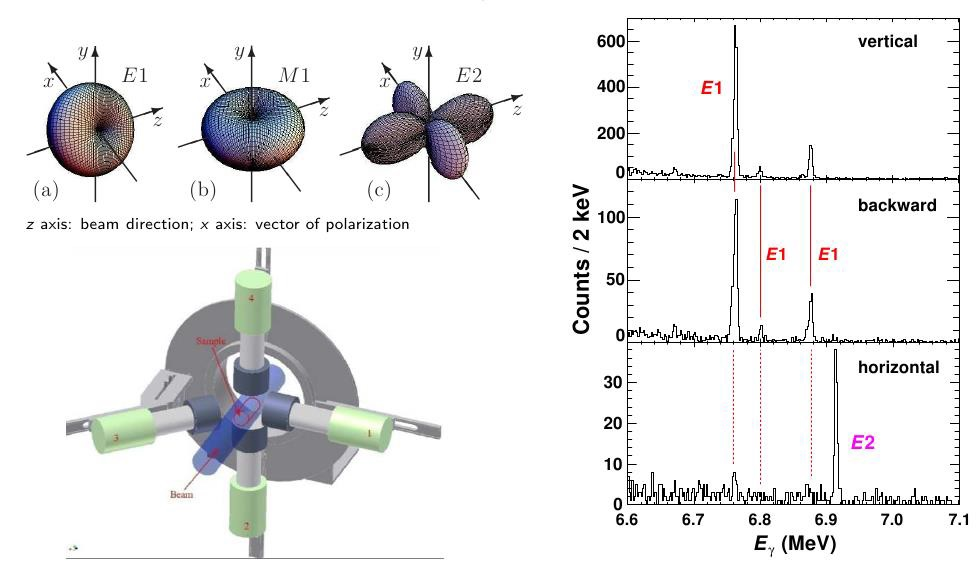 y
x
E1
z
(a)
y
x
M1
z
(b)
y
x
E2
z
(c)
z axis: beam direction; x axis: vector of polarization
4
Sample
3
1
Beam
2
Counts / 2 keV
600
400
200
0
vertical
E1
100
50
0
backward
E1
E1
30
20
10
0
horizontal
E2
6.6
6.7
6.8
6.9
7.0
7.1
Eγ (MeV)